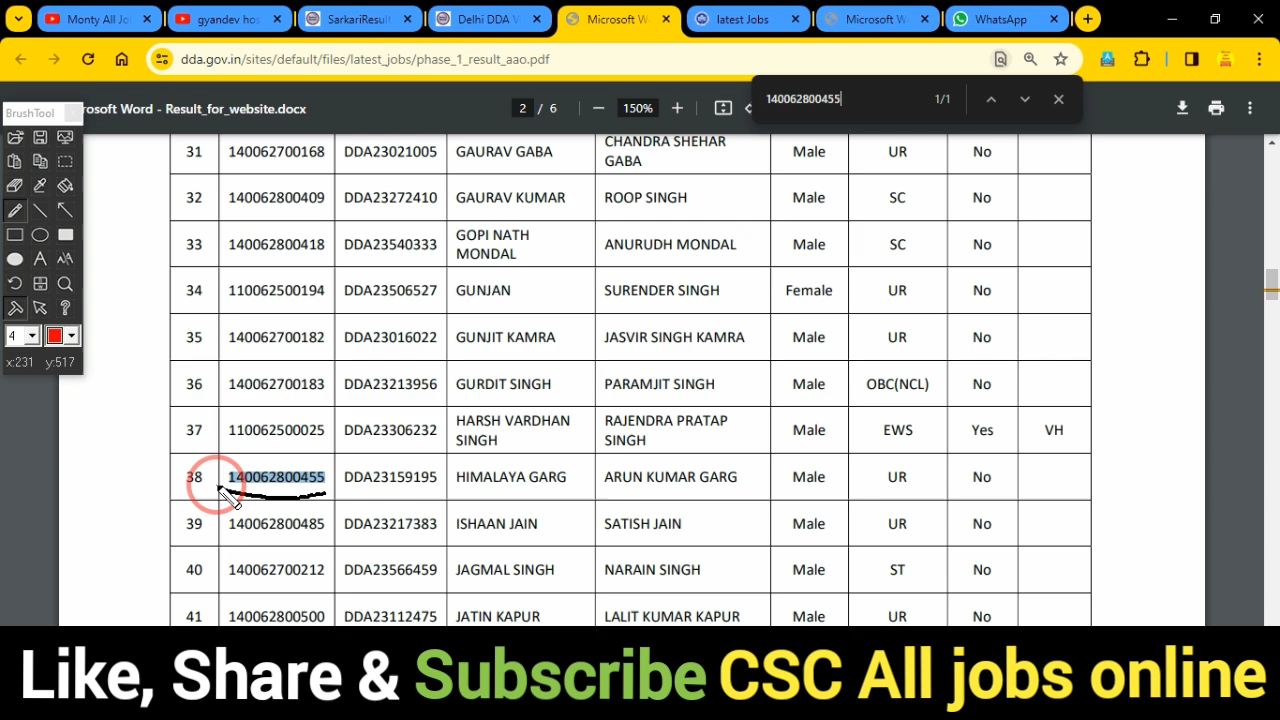 Monty All Jo
gyandev hos
SarkariResul
Delhi DDA V
Microsoft W
latest Jobs
Microsoft W
WhatsApp
dda.gov.in/sites/default/files/latest_jobs/phase_1_result_aao.pdf
140062800455
1/1
BrushTool
osoft Word - Result_for_website.docx
2 / 6
150%
31 140062700168 DDA23021005 GAURAV GABA CHANDRA SHEHAR GABA Male UR No
32 140062800409 DDA23272410 GAURAV KUMAR ROOP SINGH Male SC No
33 140062800418 DDA23540333 GOPI NATH MONDAL ANURUDH MONDAL Male SC No
34 110062500194 DDA23506527 GUNJAN SURENDER SINGH Female UR No
35 140062700182 DDA23016022 GUNJIT KAMRA JASVIR SINGH KAMRA Male UR No
36 140062700183 DDA23213956 GURDIT SINGH PARAMJIT SINGH Male OBC(NCL) No
37 110062500025 DDA23306232 HARSH VARDHAN SINGH RAJENDRA PRATAP SINGH Male EWS Yes VH
38 140062800455 DDA23159195 HIMALAYA GARG ARUN KUMAR GARG Male UR No
39 140062800485 DDA23217383 ISHAAN JAIN SATISH JAIN Male UR No
40 140062700212 DDA23566459 JAGMAL SINGH NARAIN SINGH Male ST No
41 140062800500 DDA23112475 JATIN KAPUR LALIT KUMAR KAPUR Male UR No
4
x:231 y:517
Like, Share & Subscribe CSC All jobs online